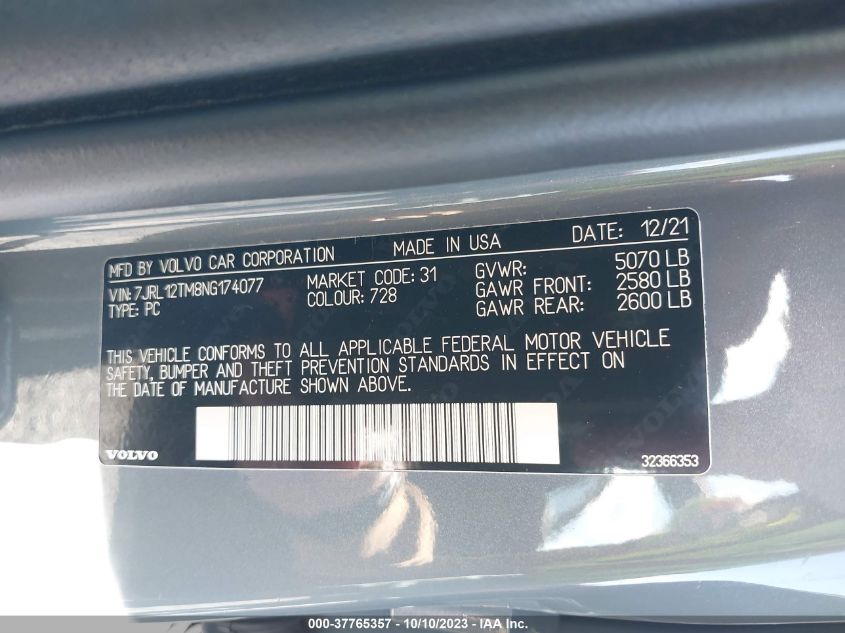 MFD BY VOLVO CAR CORPORATION MADE IN USA DATE: 12/21
VIN: 7JRL12TM8NG174077 MARKET CODE: 31 GVWR: 5070 LB
TYPE: PC COLOUR: 728 GAWR FRONT: 2580 LB
GAWR REAR: 2600 LB
THIS VEHICLE CONFORMS TO ALL APPLICABLE FEDERAL MOTOR VEHICLE
SAFETY, BUMPER AND THEFT PREVENTION STANDARDS IN EFFECT ON
THE DATE OF MANUFACTURE SHOWN ABOVE.
VOLVO 32366353
000-37765357 - 10/10/2023 - © IAA, Inc.